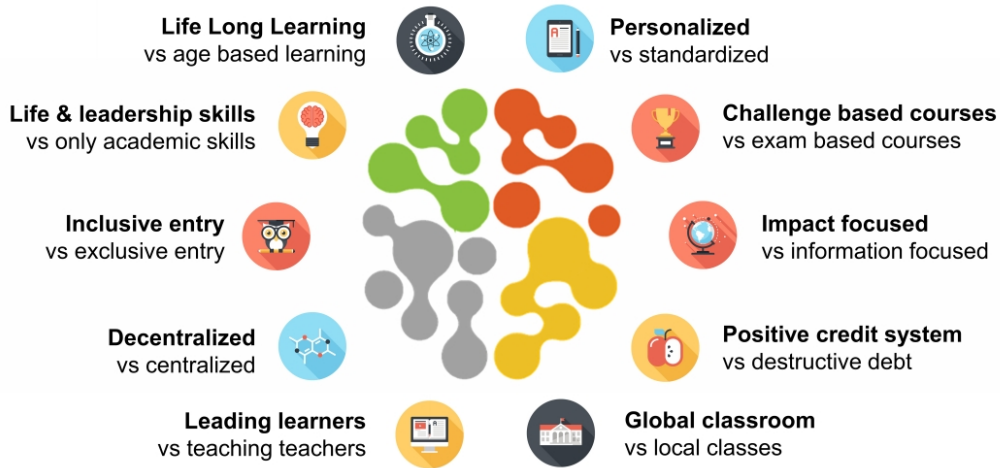 Life Long Learning
vs age based learning
Personalized
vs standardized
Life & leadership skills
vs only academic skills
Challenge based courses
vs exam based courses
Inclusive entry
vs exclusive entry
Impact focused
vs information focused
Decentralized
vs centralized
Positive credit system
vs destructive debt
Leading learners
vs teaching teachers
Global classroom
vs local classes